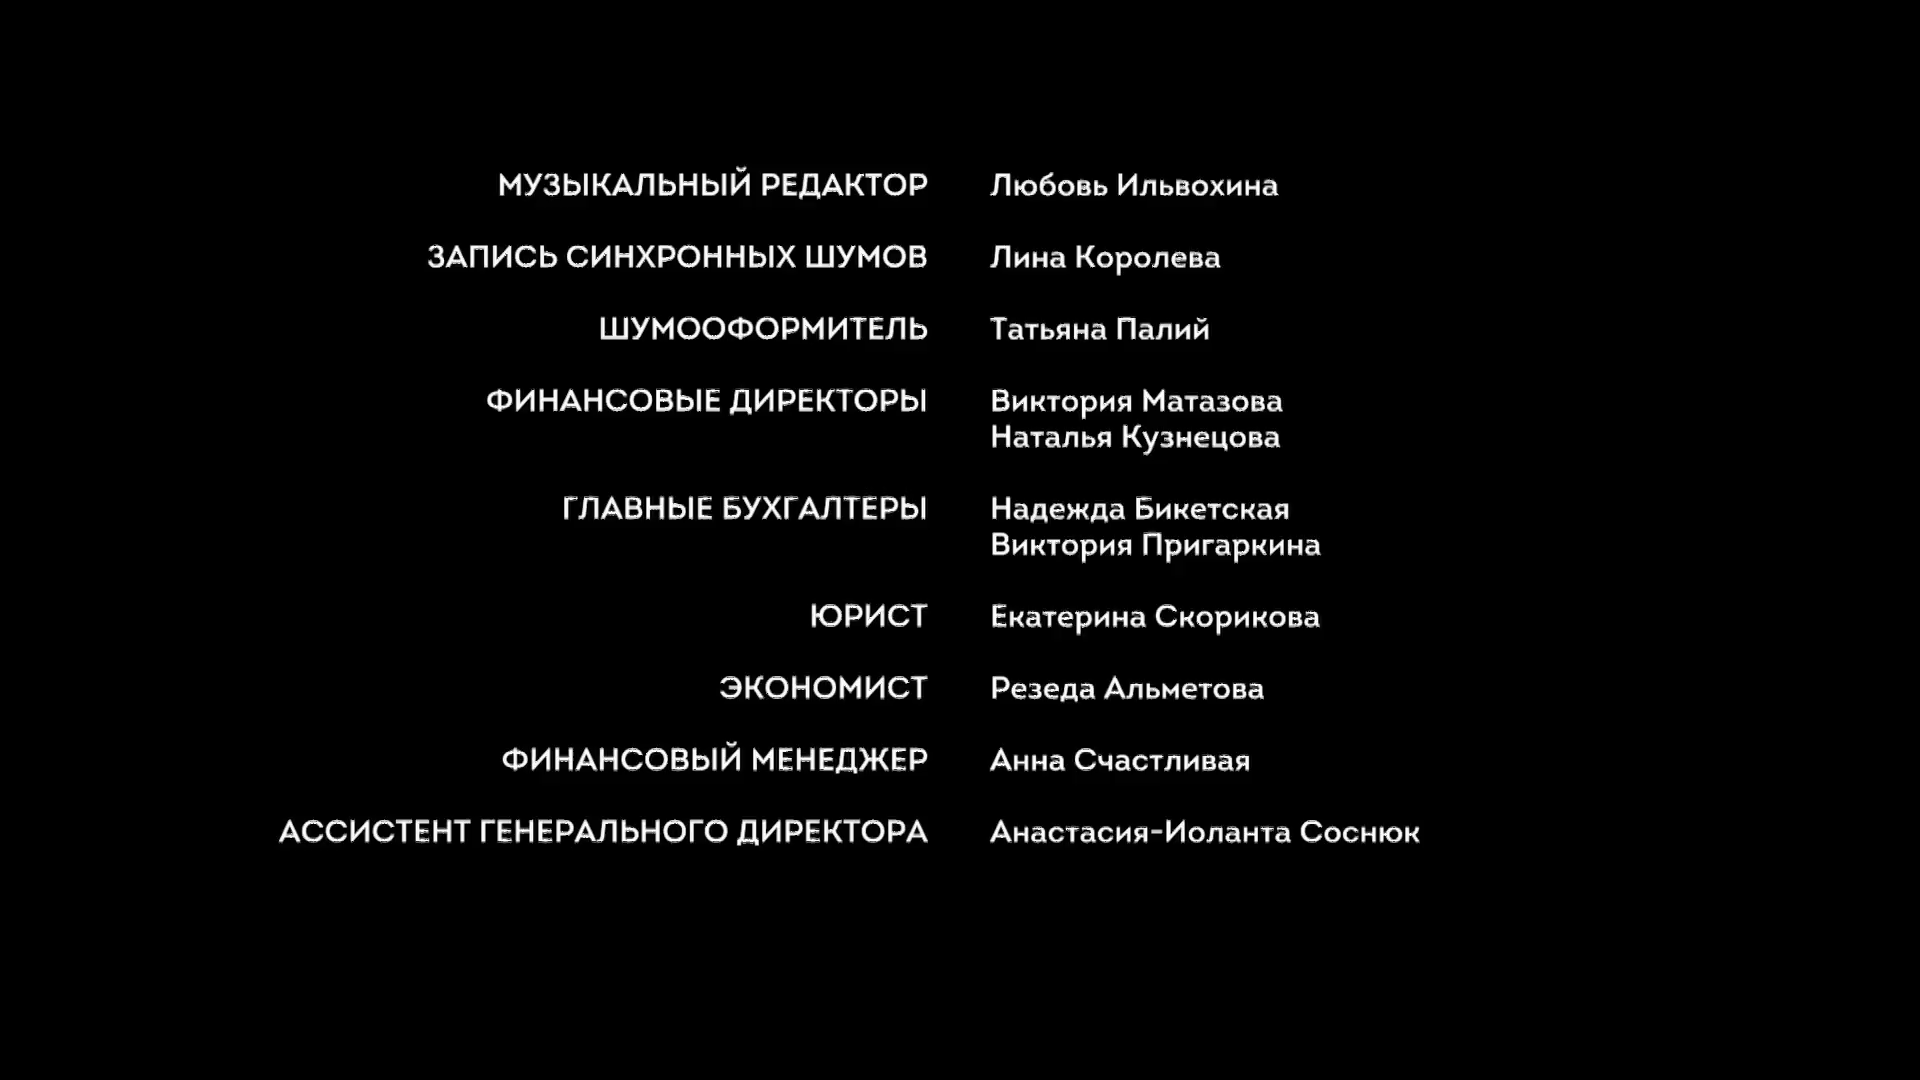 МУЗЫКАЛЬНЫЙ РЕДАКТОР Любовь Ильвохина
ЗАПИСЬ СИНХРОННЫХ ШУМОВ Лина Королева
ШУМООФОРМИТЕЛЬ Татьяна Палий
ФИНАНСОВЫЕ ДИРЕКТОРЫ Виктория Матазова
Наталья Кузнецова
ГЛАВНЫЕ БУХГАЛТЕРЫ Надежда Бикетская
Виктория Пригаркина
ЮРИСТ Екатерина Скорикова
ЭКОНОМИСТ Резеда Альметова
ФИНАНСОВЫЙ МЕНЕДЖЕР Анна Счастливая
АССИСТЕНТ ГЕНЕРАЛЬНОГО ДИРЕКТОРА Анастасия-Иоланта Соснюк